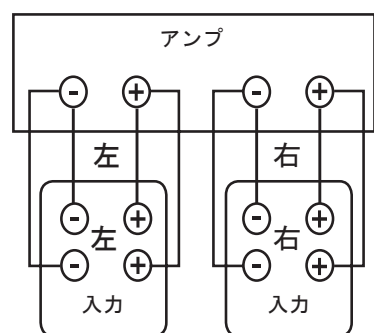 アンプ
- + - +
左 右
- + - +
左 右
- + - +
入力 入力